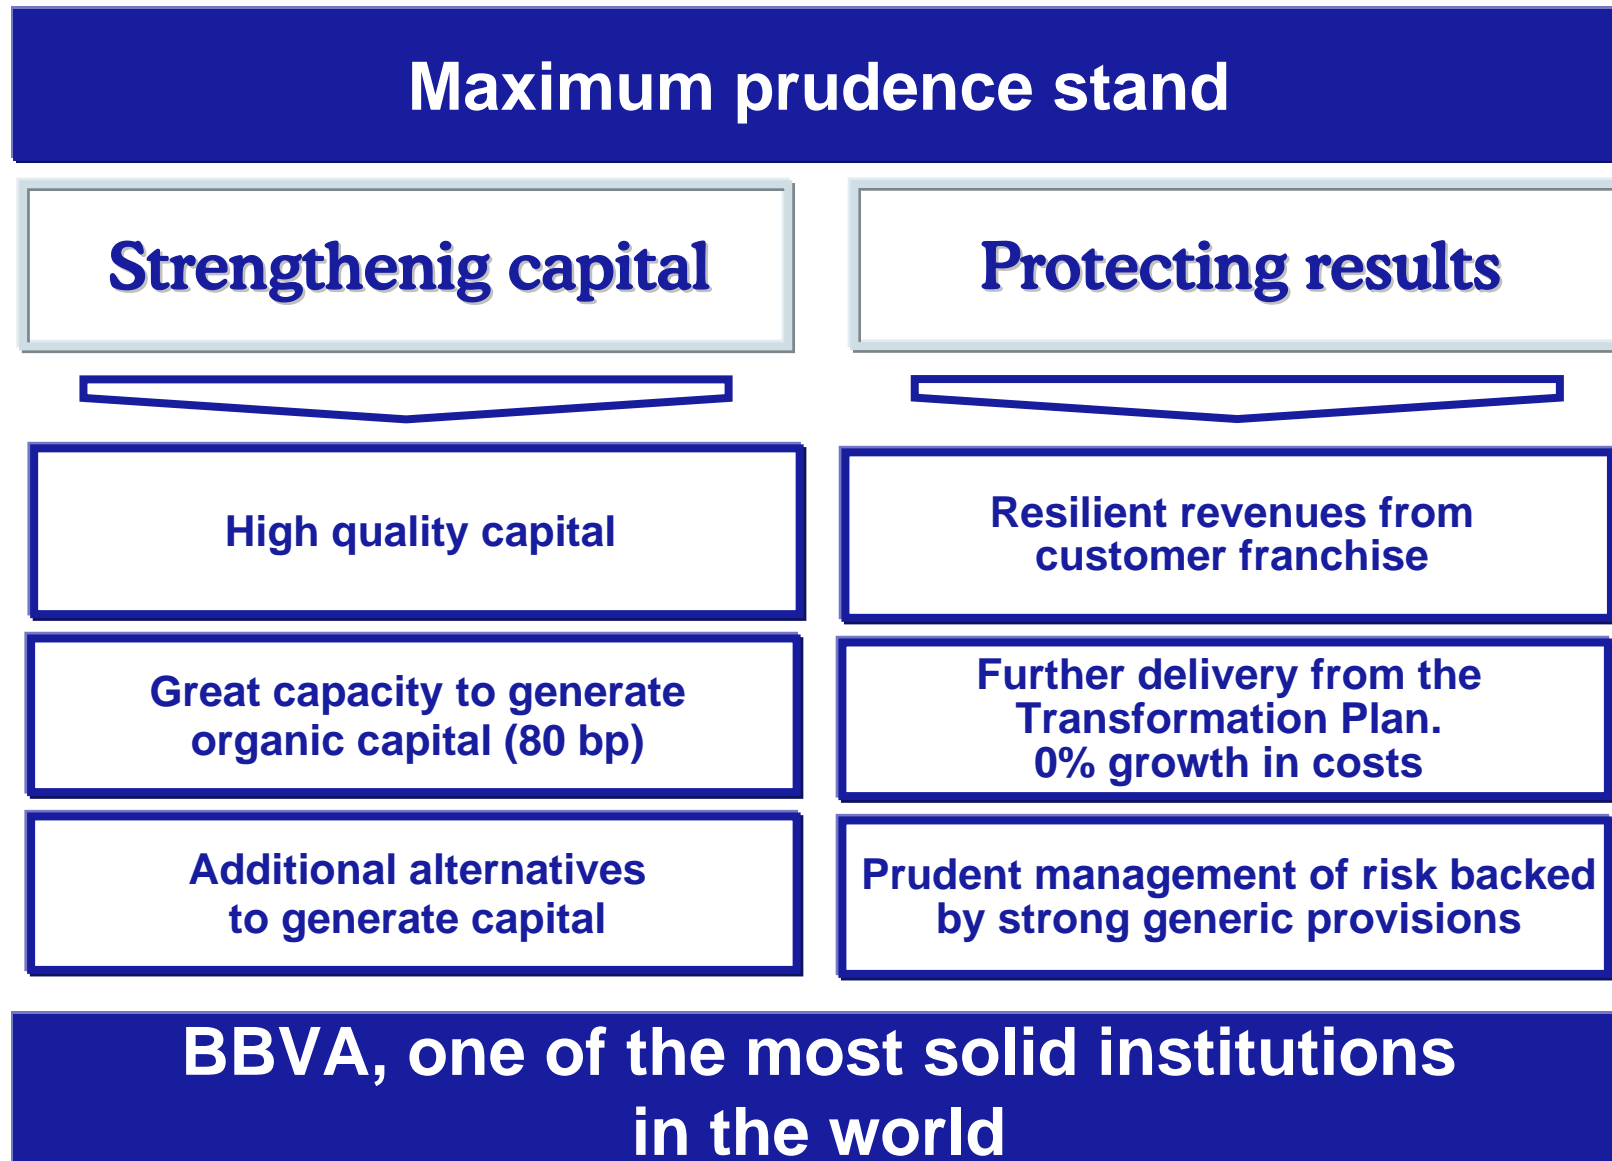 Maximum prudence stand
Strengthenig capital
Protecting results
High quality capital
Great capacity to generate
organic capital (80 bp)
Additional alternatives
to generate capital
Resilient revenues from
customer franchise
Further delivery from the
Transformation Plan.
0% growth in costs
Prudent management of risk backed
by strong generic provisions
BBVA, one of the most solid institutions
in the world